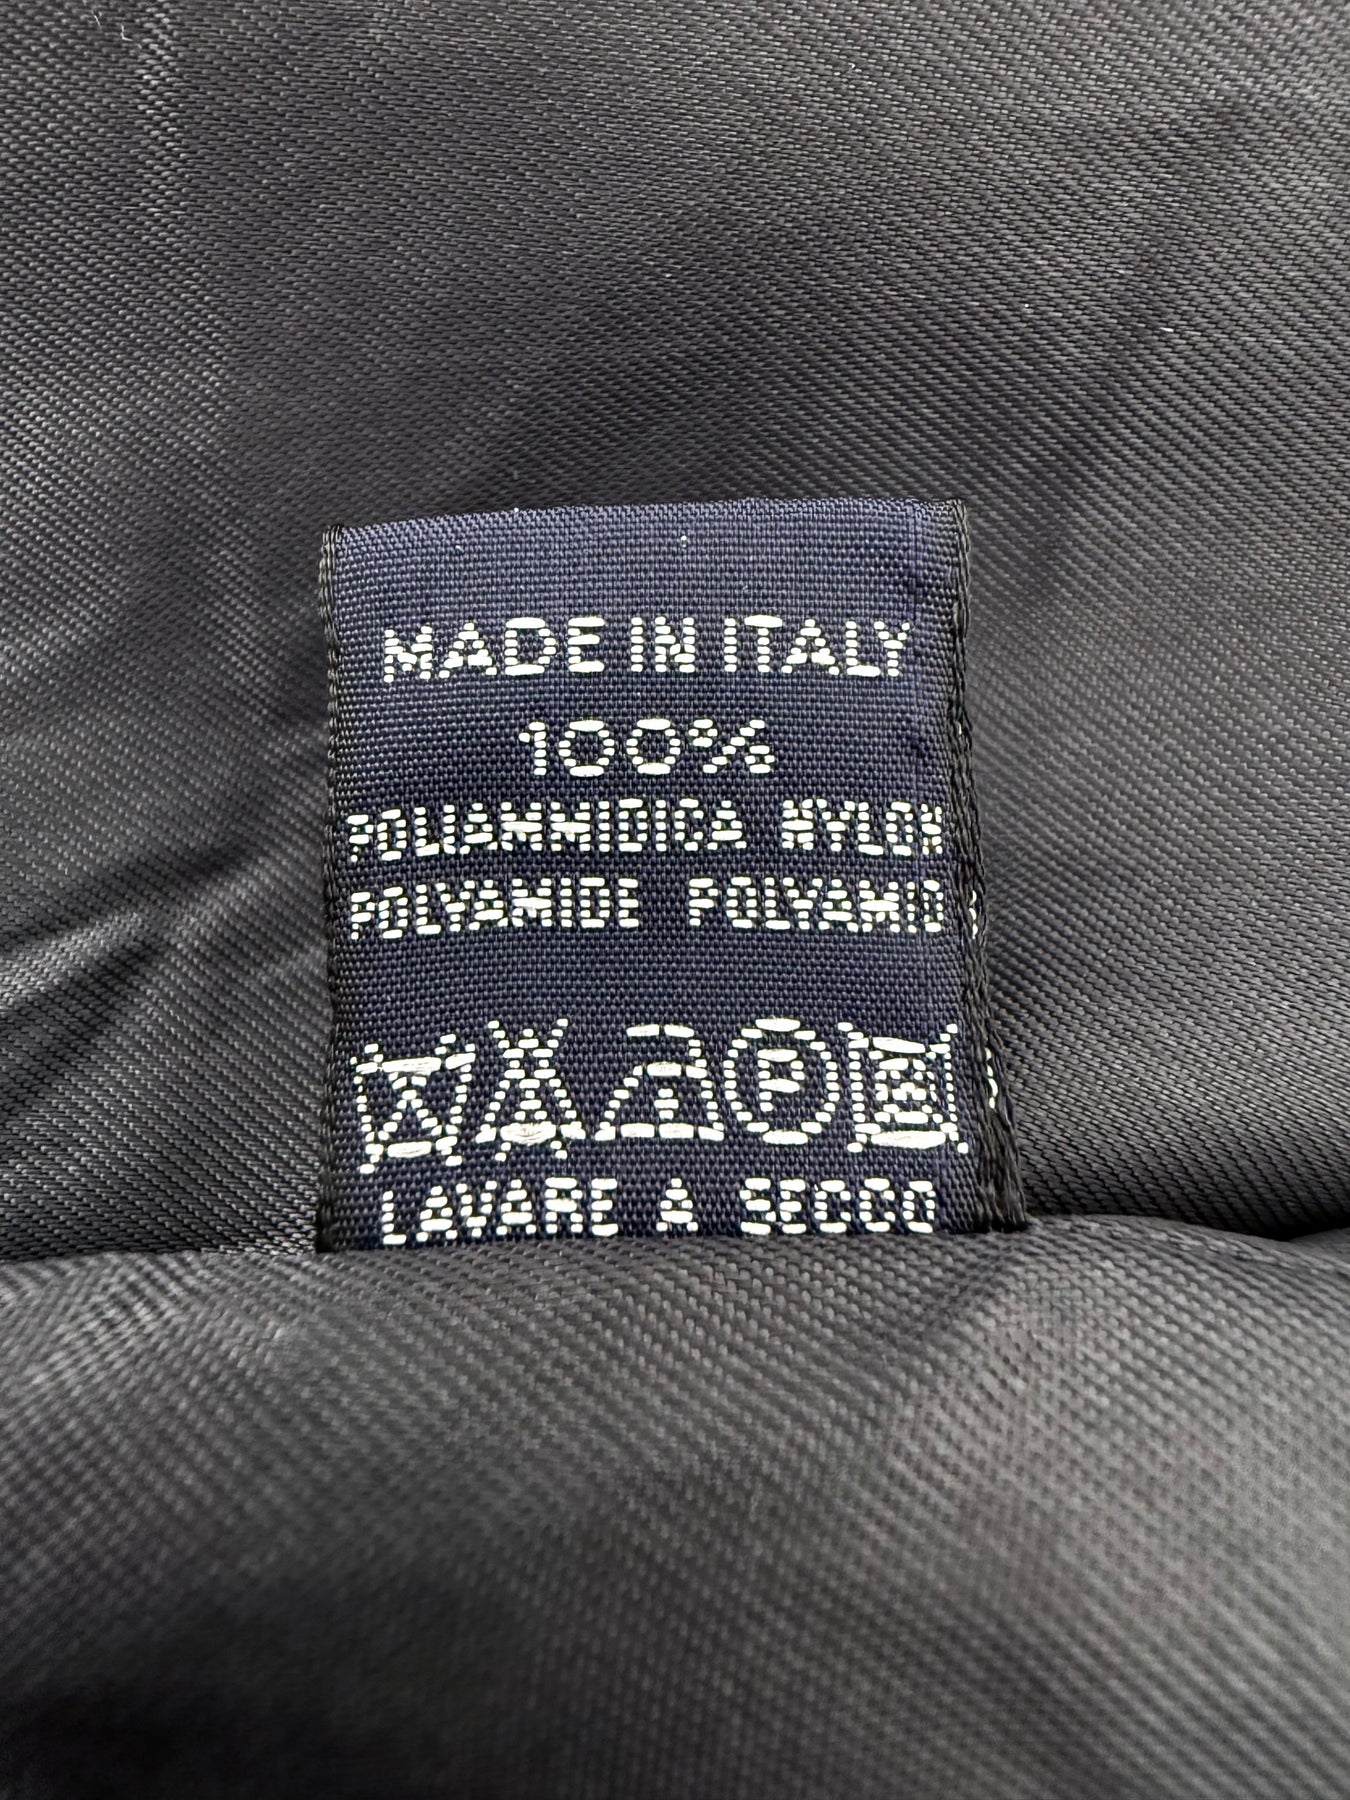 MADE IN ITALY
100%
POLIAMMIDICA NYLON
POLYAMIDE POLYAMID
P
LAVARE A SECCO